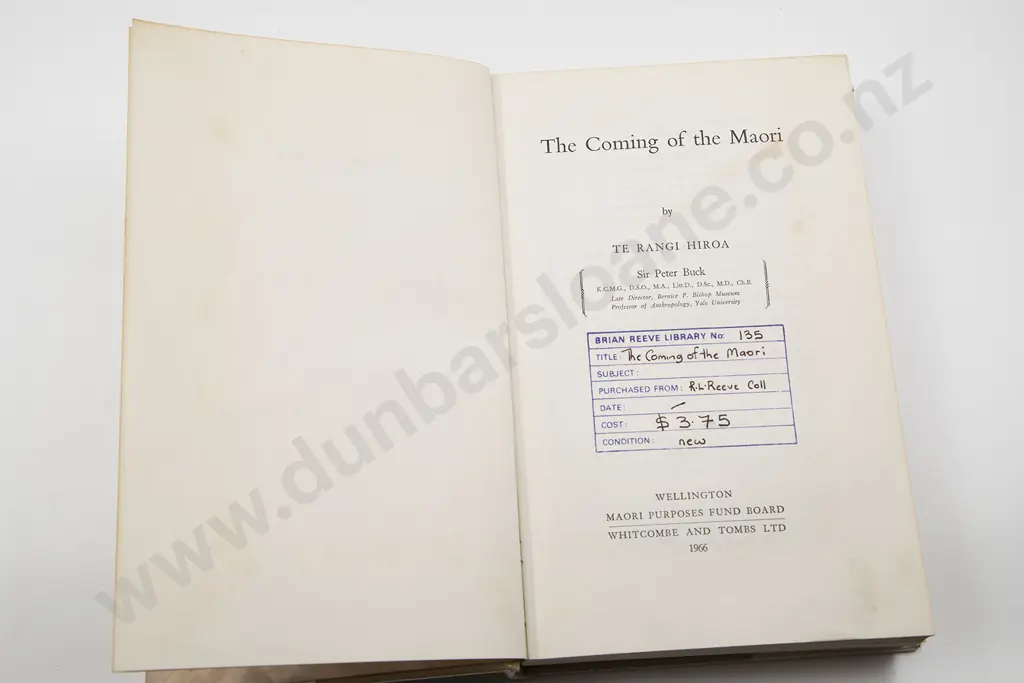 The Coming of the Maori
by
TE RANGI HIROA
Sir Peter Buck
K.C.M.G., D.S.O., M.A., Litt.D., D.Sc., M.D., Ch.B.
Late Director, Bernice P. Bishop Museum
Professor of Anthropology, Yale University
BRIAN REEVE LIBRARY No: 135
TITLE: The Coming of the Maori
SUBJECT:
PURCHASED FROM: R.L.Reeve Coll
DATE: —
COST: $3.75
CONDITION: new
WELLINGTON
MAORI PURPOSES FUND BOARD
WHITCOMBE AND TOMBS LTD
1966
www.dunbarsloane.co.nz